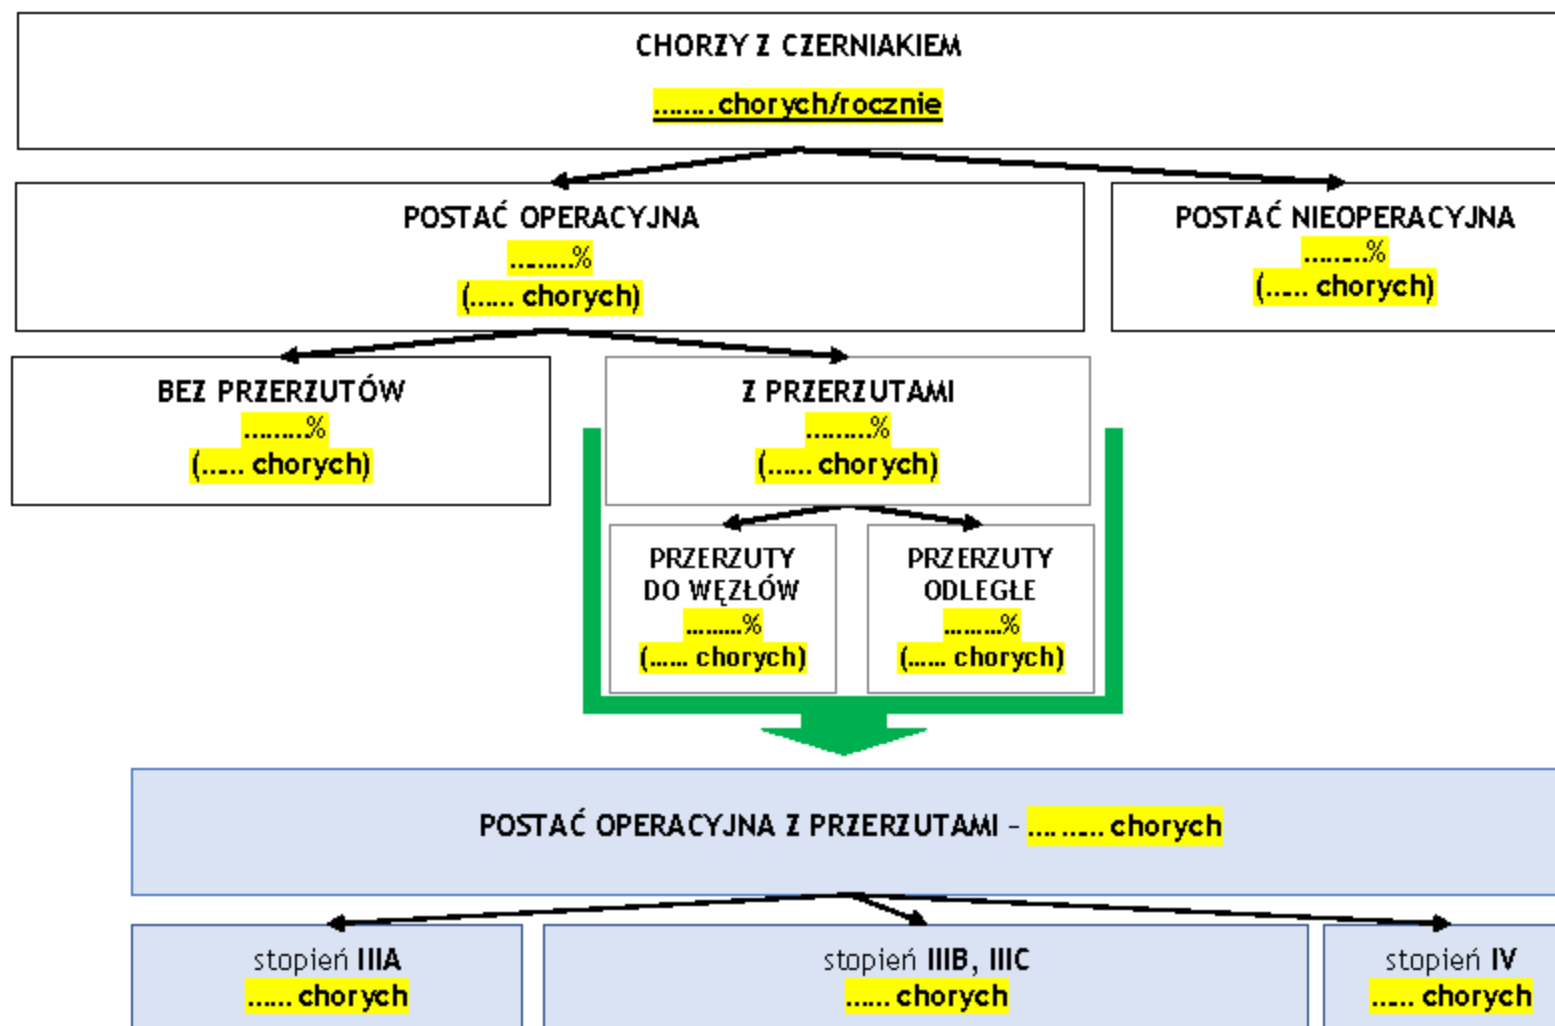 CHORZY Z CZERNIAKIEM
........ chorych/rocznie
POSTAĆ OPERACYJNA
.........%
(...... chorych)
POSTAĆ NIEOPERACYJNA
.........%
(...... chorych)
BEZ PRZERZUTÓW
.........%
(...... chorych)
Z PRZERZUTAMI
.........%
(...... chorych)
PRZERZUTY
DO WĘZŁÓW
.........%
(...... chorych)
PRZERZUTY
ODLEGŁE
.........%
(...... chorych)
POSTAĆ OPERACYJNA Z PRZERZUTAMI – .......... chorych
stopień IIIA
...... chorych
stopień IIIB, IIIC
...... chorych
stopień IV
...... chorych